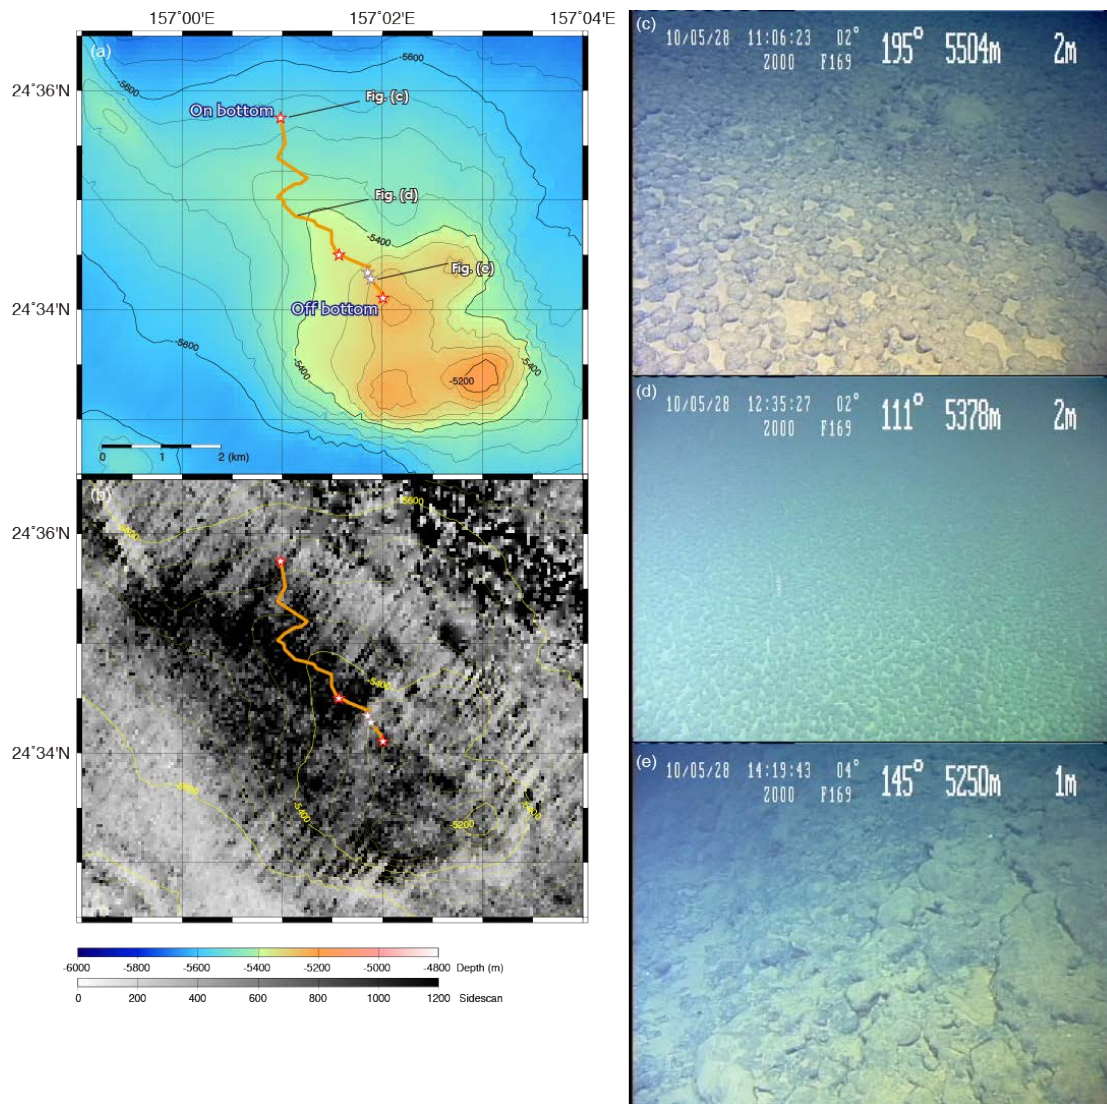 157˚00'E 157˚02'E 157˚04'E
(a)
24˚36'N
24˚34'N
-5600
-5600
On bottom
Fig. (c)
Fig. (d)
-5400
Fig. (e)
Off bottom
-5600
-5400
-5200
-5400
0 1 2 (km)
(b)
24˚36'N
24˚34'N
-5600
-5600
-5400
-5600
-5400
-5200
-6000 -5800 -5600 -5400 -5200 -5000 -4800 Depth (m)
0 200 400 600 800 1000 1200 Sidescan
(c)
10/05/28 11:06:23 02° 195° 5504m 2m
2000 F169
(d)
10/05/28 12:35:27 02° 111° 5378m 2m
2000 F169
(e)
10/05/28 14:19:43 04° 145° 5250m 1m
2000 F169